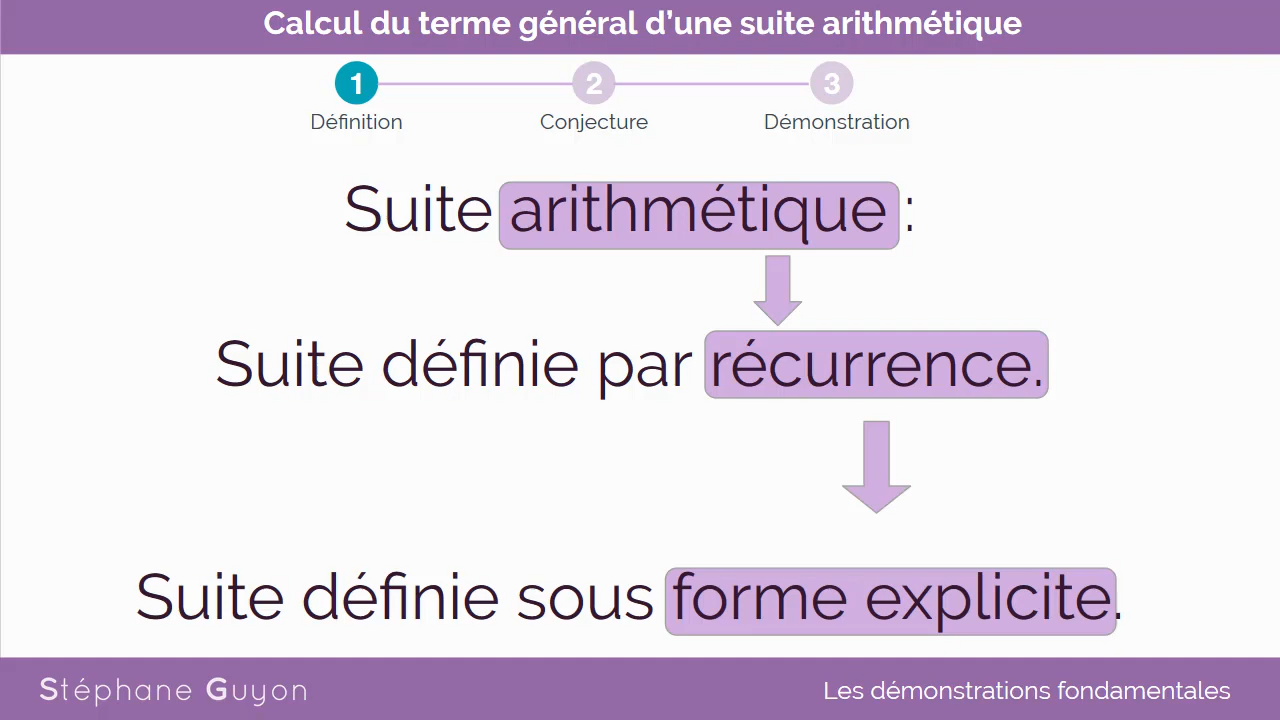 Calcul du terme général d’une suite arithmétique
1 2 3
Définition Conjecture Démonstration
Suite arithmétique :
Suite définie par récurrence.
Suite définie sous forme explicite.
Stéphane Guyon Les démonstrations fondamentales